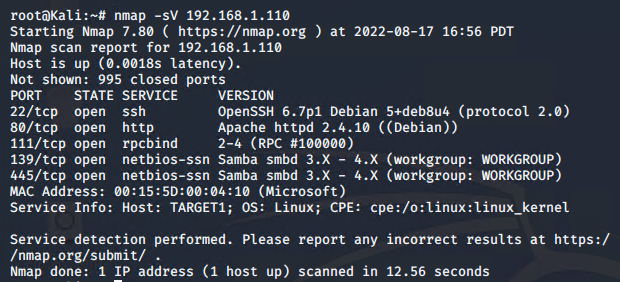 root@Kali:~# nmap -sV 192.168.1.110
Starting Nmap 7.80 ( https://nmap.org ) at 2022-08-17 16:56 PDT
Nmap scan report for 192.168.1.110
Host is up (0.0018s latency).
Not shown: 995 closed ports
PORT    STATE SERVICE     VERSION
22/tcp  open  ssh         OpenSSH 6.7p1 Debian 5+deb8u4 (protocol 2.0)
80/tcp  open  http        Apache httpd 2.4.10 ((Debian))
111/tcp open  rpcbind     2-4 (RPC #100000)
139/tcp open  netbios-ssn Samba smbd 3.X - 4.X (workgroup: WORKGROUP)
445/tcp open  netbios-ssn Samba smbd 3.X - 4.X (workgroup: WORKGROUP)
MAC Address: 00:15:5D:00:04:10 (Microsoft)
Service Info: Host: TARGET1; OS: Linux; CPE: cpe:/o:linux:linux_kernel

Service detection performed. Please report any incorrect results at https:/
/nmap.org/submit/ .
Nmap done: 1 IP address (1 host up) scanned in 12.56 seconds